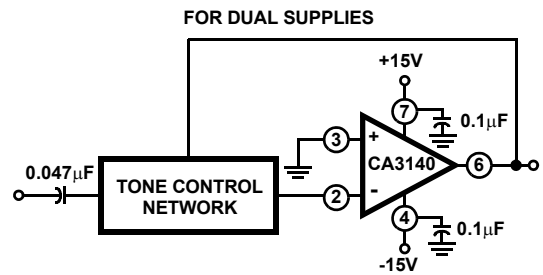 FOR DUAL SUPPLIES
+15V
7
0.1μF
3
+
CA3140
6
0.047μF
TONE CONTROL
NETWORK
2
-
4
0.1μF
-15V